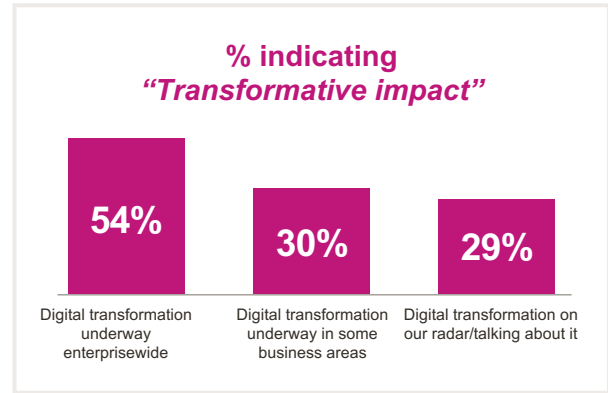 % indicating
“Transformative impact”
54%
30%
29%
Digital transformation
underway
enterprisewide
Digital transformation
underway in some
business areas
Digital transformation on
our radar/talking about it